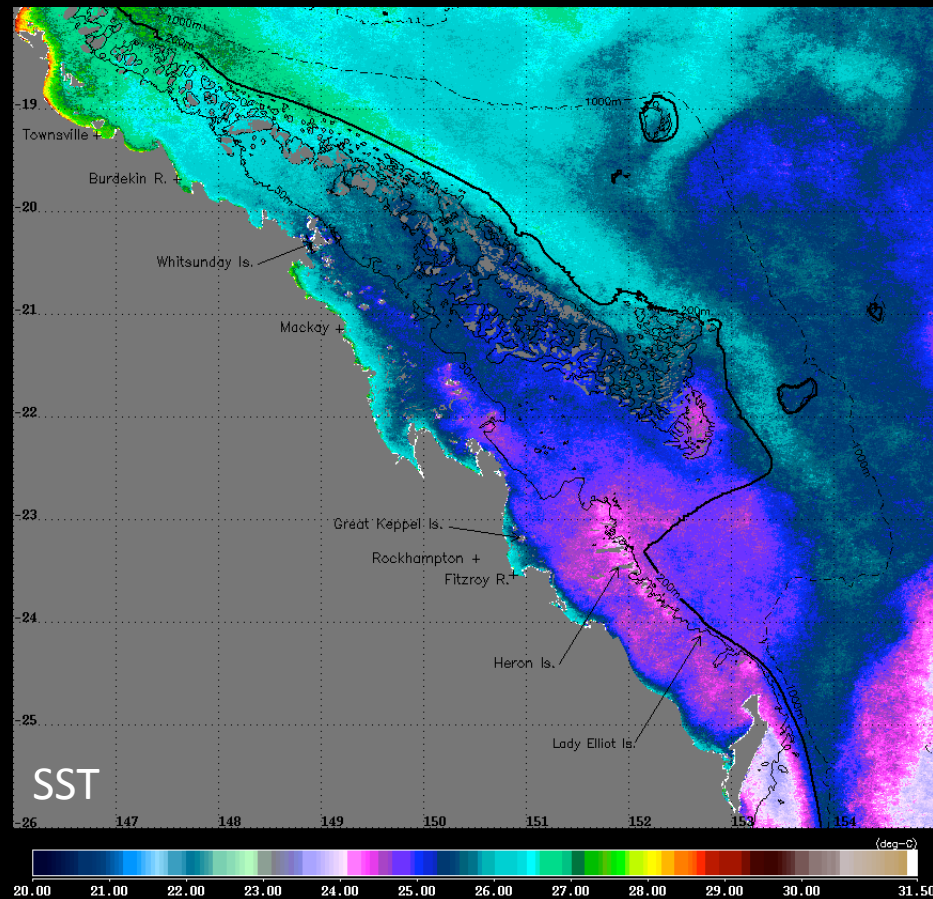 1000m
200m
-19
1000m
Townsville
Burdekin R.
50m
-20
Whitsunday Is.
-21
200m
Mackay
50m
-22
1000m
-23
Great Keppel Is.
Rockhampton
Fitzroy R.
200m
-24
Heron Is.
1000m
-25
Lady Elliot Is.
SST
-26 147 148 149 150 151 152 153 154
(deg-C)
20.00 21.00 22.00 23.00 24.00 25.00 26.00 27.00 28.00 29.00 30.00 31.50